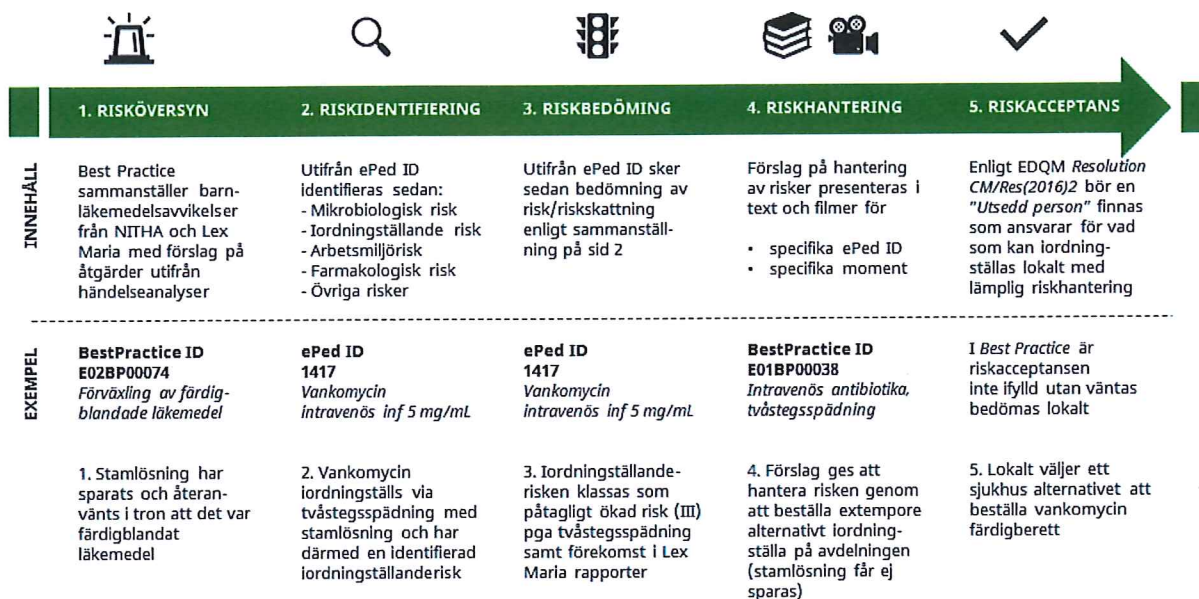 1. RISKÖVERSYN
2. RISKIDENTIFIERING
3. RISKBEDÖMING
4. RISKHANTERING
5. RISKACCEPTANS
INNEHÅLL
Best Practice
sammanställer barn-
läkemedelsavvikelser
från NITHA och Lex
Maria med förslag på
åtgärder utifrån
händelseanalyser
Utifrån ePed ID
identifieras sedan:
- Mikrobiologisk risk
- Iordningställande risk
- Arbetsmiljörisk
- Farmakologisk risk
- Övriga risker
Utifrån ePed ID sker
sedan bedömning av
risk/riskskattning
enligt sammanställ-
ning på sid 2
Förslag på hantering
av risker presenteras i
text och filmer för
• specifika ePed ID
• specifika moment
Enligt EDQM Resolution
CM/Res(2016)2 bör en
"Utsedd person" finnas
som ansvarar för vad
som kan iordning-
ställas lokalt med
lämplig riskhantering
EXEMPEL
BestPractice ID
E02BP00074
Förväxling av färdig-
blandade läkemedel
ePed ID
1417
Vankomycin
intravenös inf 5 mg/mL
ePed ID
1417
Vankomycin
intravenös inf 5 mg/mL
BestPractice ID
E01BP00038
Intravenös antibiotika,
tvåstegsspädning
I Best Practice är
riskacceptansen
inte ifylld utan väntas
bedömas lokalt
1. Stamlösning har
sparats och återan-
vänts i tron att det var
färdigblandat
läkemedel
2. Vankomycin
iordningställs via
tvåstegsspädning med
stamlösning och har
därmed en identifierad
iordningställanderisk
3. Iordningställande-
risken klassas som
påtagligt ökad risk (III)
pga tvåstegsspädning
samt förekomst i Lex
Maria rapporter
4. Förslag ges att
hantera risken genom
att beställa extempore
alternativt iordning-
ställa på avdelningen
(stamlösning får ej
sparas)
5. Lokalt väljer ett
sjukhus alternativet att
beställa vankomycin
färdigberett